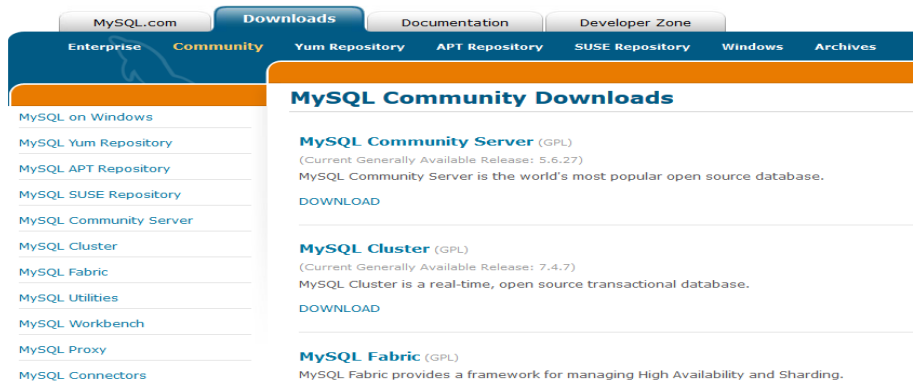 MySQL.com Downloads Documentation Developer Zone
Enterprise Community Yum Repository APT Repository SUSE Repository Windows Archives
MySQL on Windows
MySQL Yum Repository
MySQL APT Repository
MySQL SUSE Repository
MySQL Community Server
MySQL Cluster
MySQL Fabric
MySQL Utilities
MySQL Workbench
MySQL Proxy
MySQL Connectors
MySQL Community Downloads
MySQL Community Server (GPL)
(Current Generally Available Release: 5.6.27)
MySQL Community Server is the world's most popular open source database.
DOWNLOAD
MySQL Cluster (GPL)
(Current Generally Available Release: 7.4.7)
MySQL Cluster is a real-time, open source transactional database.
DOWNLOAD
MySQL Fabric (GPL)
MySQL Fabric provides a framework for managing High Availability and Sharding.